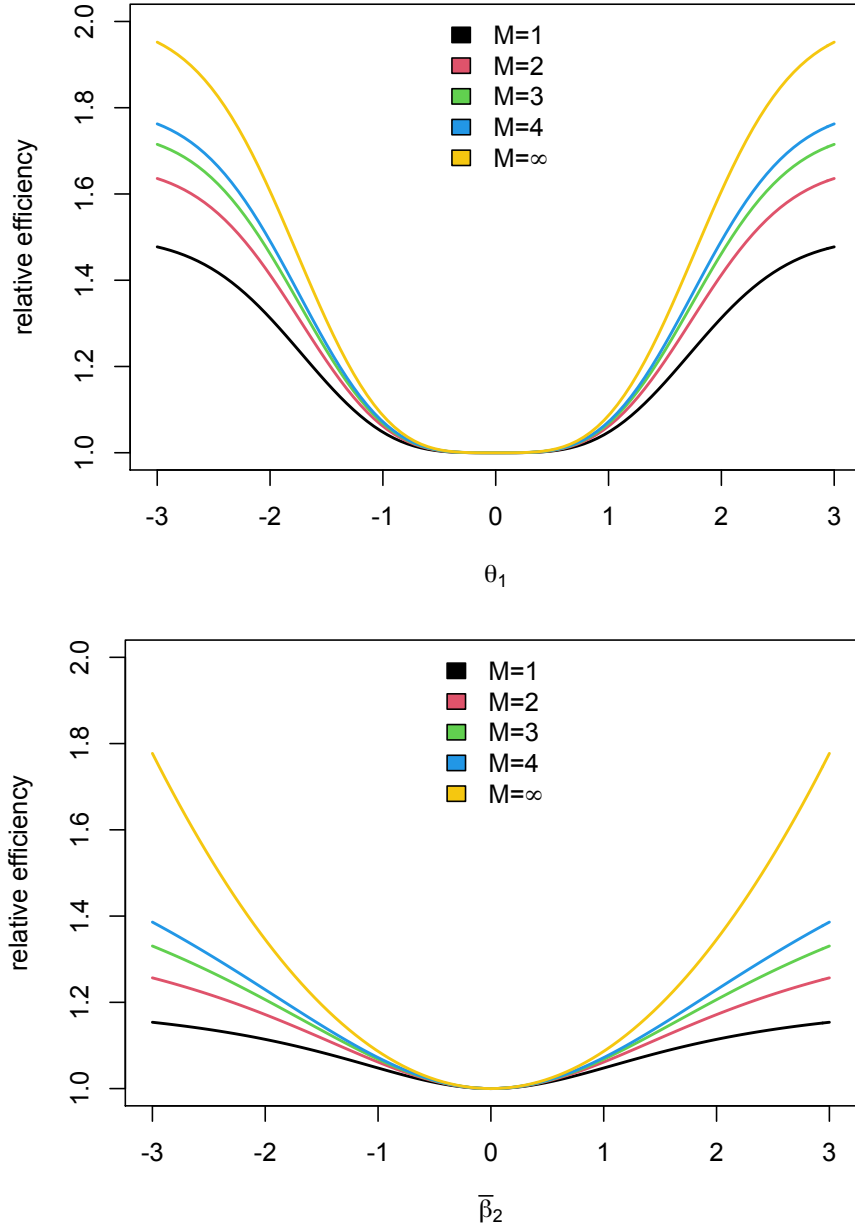 relative efficiency
2.0
1.8
1.6
1.4
1.2
1.0
M=1
M=2
M=3
M=4
M=∞
-3 -2 -1 0 1 2 3
θ1
relative efficiency
2.0
1.8
1.6
1.4
1.2
1.0
M=1
M=2
M=3
M=4
M=∞
-3 -2 -1 0 1 2 3
β̅2